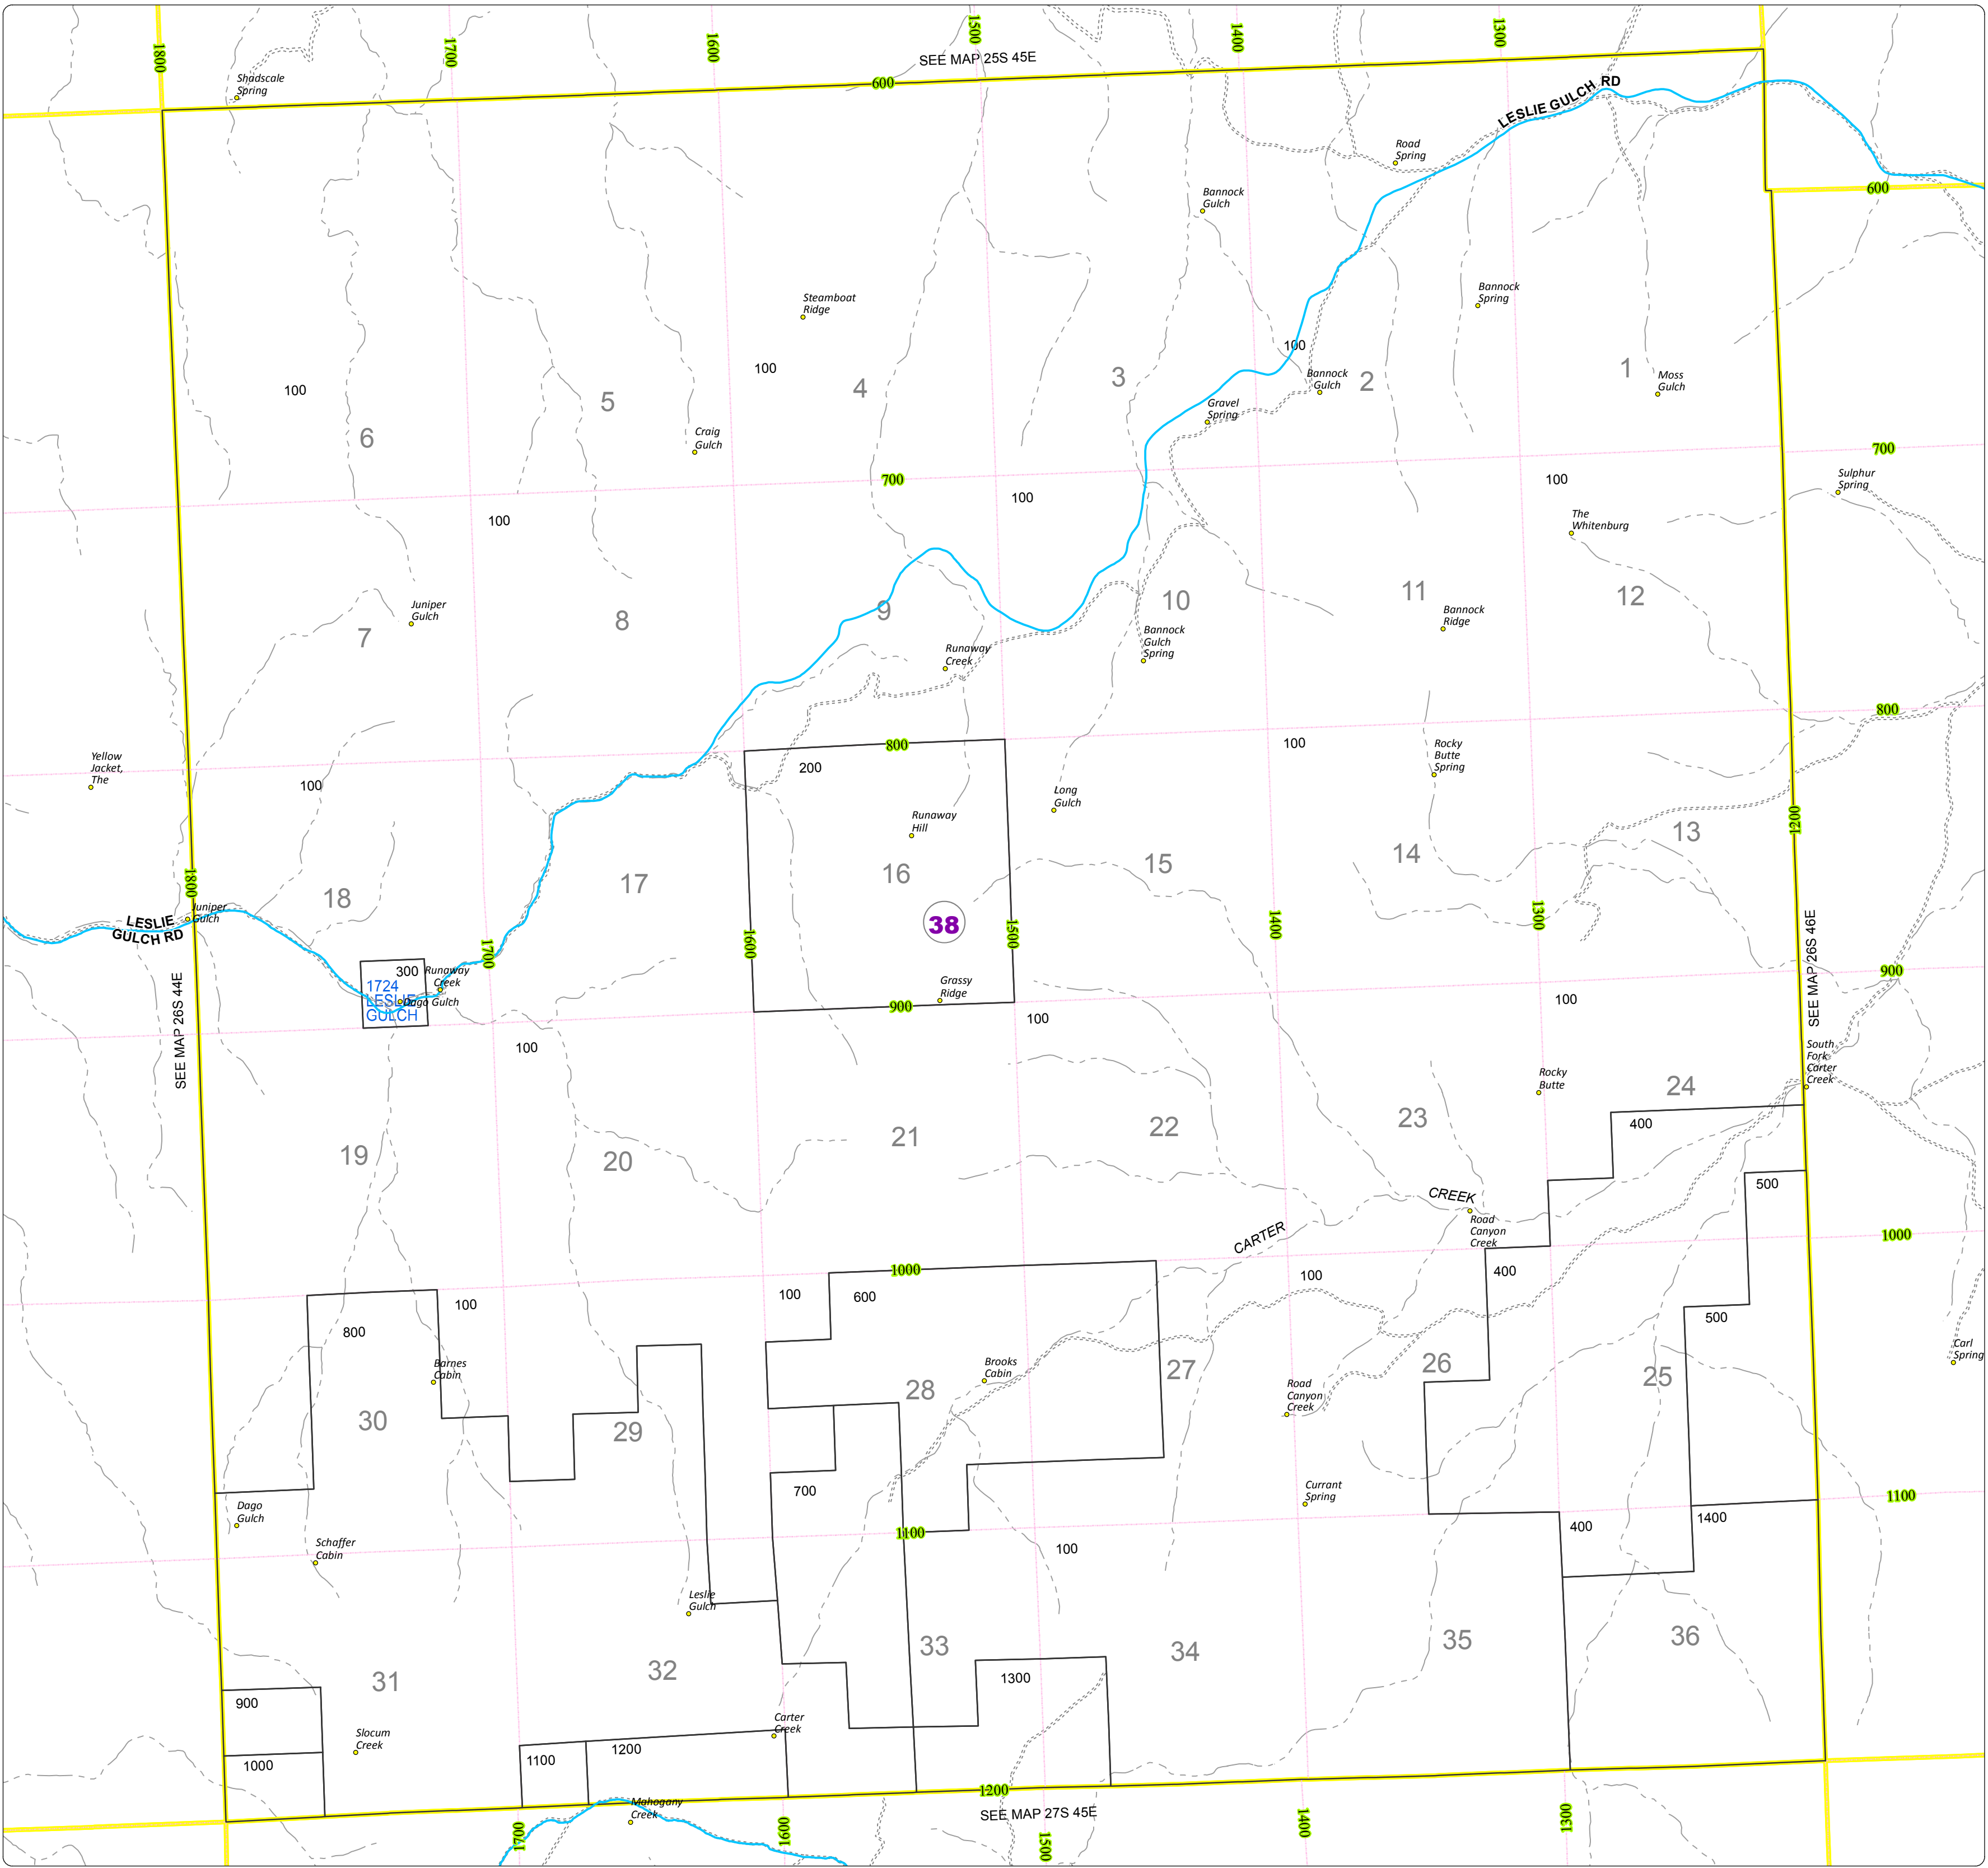 1800
1700
1600
1500
1400
1300
SEE MAP 25S 45E
600
Shadscale
Spring
LESLIE GULCH RD
Road
Spring
Bannock
Gulch
600
Steamboat
Ridge
Bannock
Spring
100
100
100
6
5
4
3
Bannock
Gulch
2
1
Moss
Gulch
Gravel
Spring
Craig
Gulch
700
700
100
100
100
Sulphur
Spring
The
Whitenburg
Juniper
Gulch
7
8
9
10
11
12
Bannock
Ridge
Runaway
Creek
Bannock
Gulch
Spring
800
800
Yellow
Jacket,
The
100
200
100
Rocky
Butte
Spring
Long
Gulch
Runaway
Hill
1200
13
14
15
16
17
18
1800
Juniper
Gulch
LESLIE
GULCH RD
38
1700
1600
1500
1400
1300
SEE MAP 26S 44E
SEE MAP 26S 46E
300
1724
LESLIE
GULCH
Runaway
Creek
Dago Gulch
Grassy
Ridge
900
900
100
100
100
Rocky
Butte
South
Fork
Carter
Creek
19
20
21
22
23
24
400
500
CREEK
CARTER
Road
Canyon
Creek
1000
1000
100
100
600
100
400
500
800
Barnes
Cabin
Brooks
Cabin
Carl
Spring
30
29
28
27
26
25
Road
Canyon
Creek
Dago
Gulch
700
Currant
Spring
1100
1100
400
1400
Schaffer
Cabin
100
Leslie
Gulch
31
32
33
34
35
36
900
1300
Slocum
Creek
Carter
Creek
1000
1100
1200
1200
Mahogany
Creek
SEE MAP 27S 45E
1700
1600
1500
1400
1300